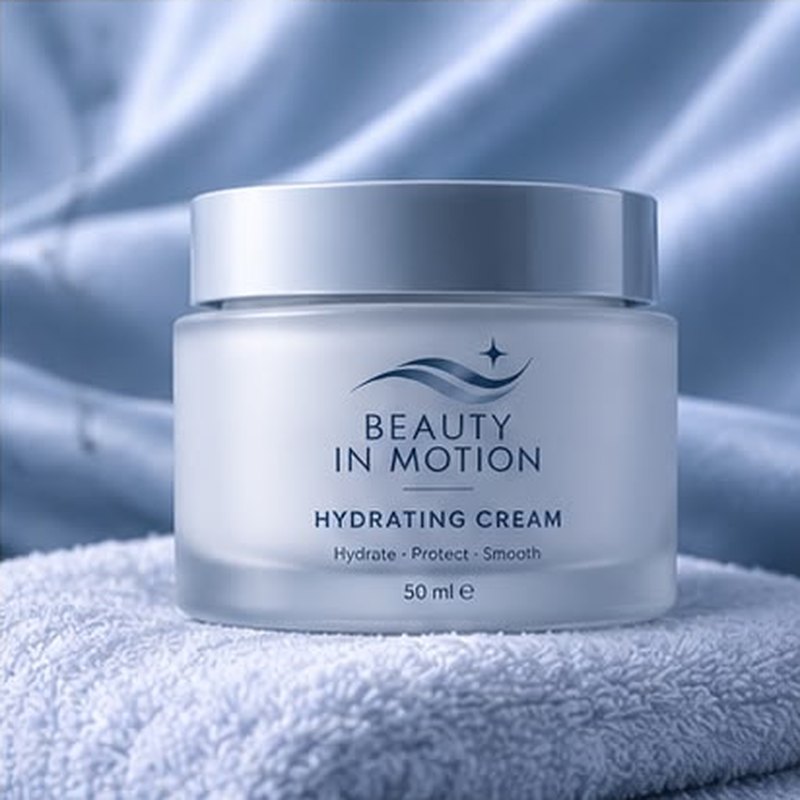 BEAUTY
IN MOTION
HYDRATING CREAM
Hydrate · Protect · Smooth
50 ml ℮